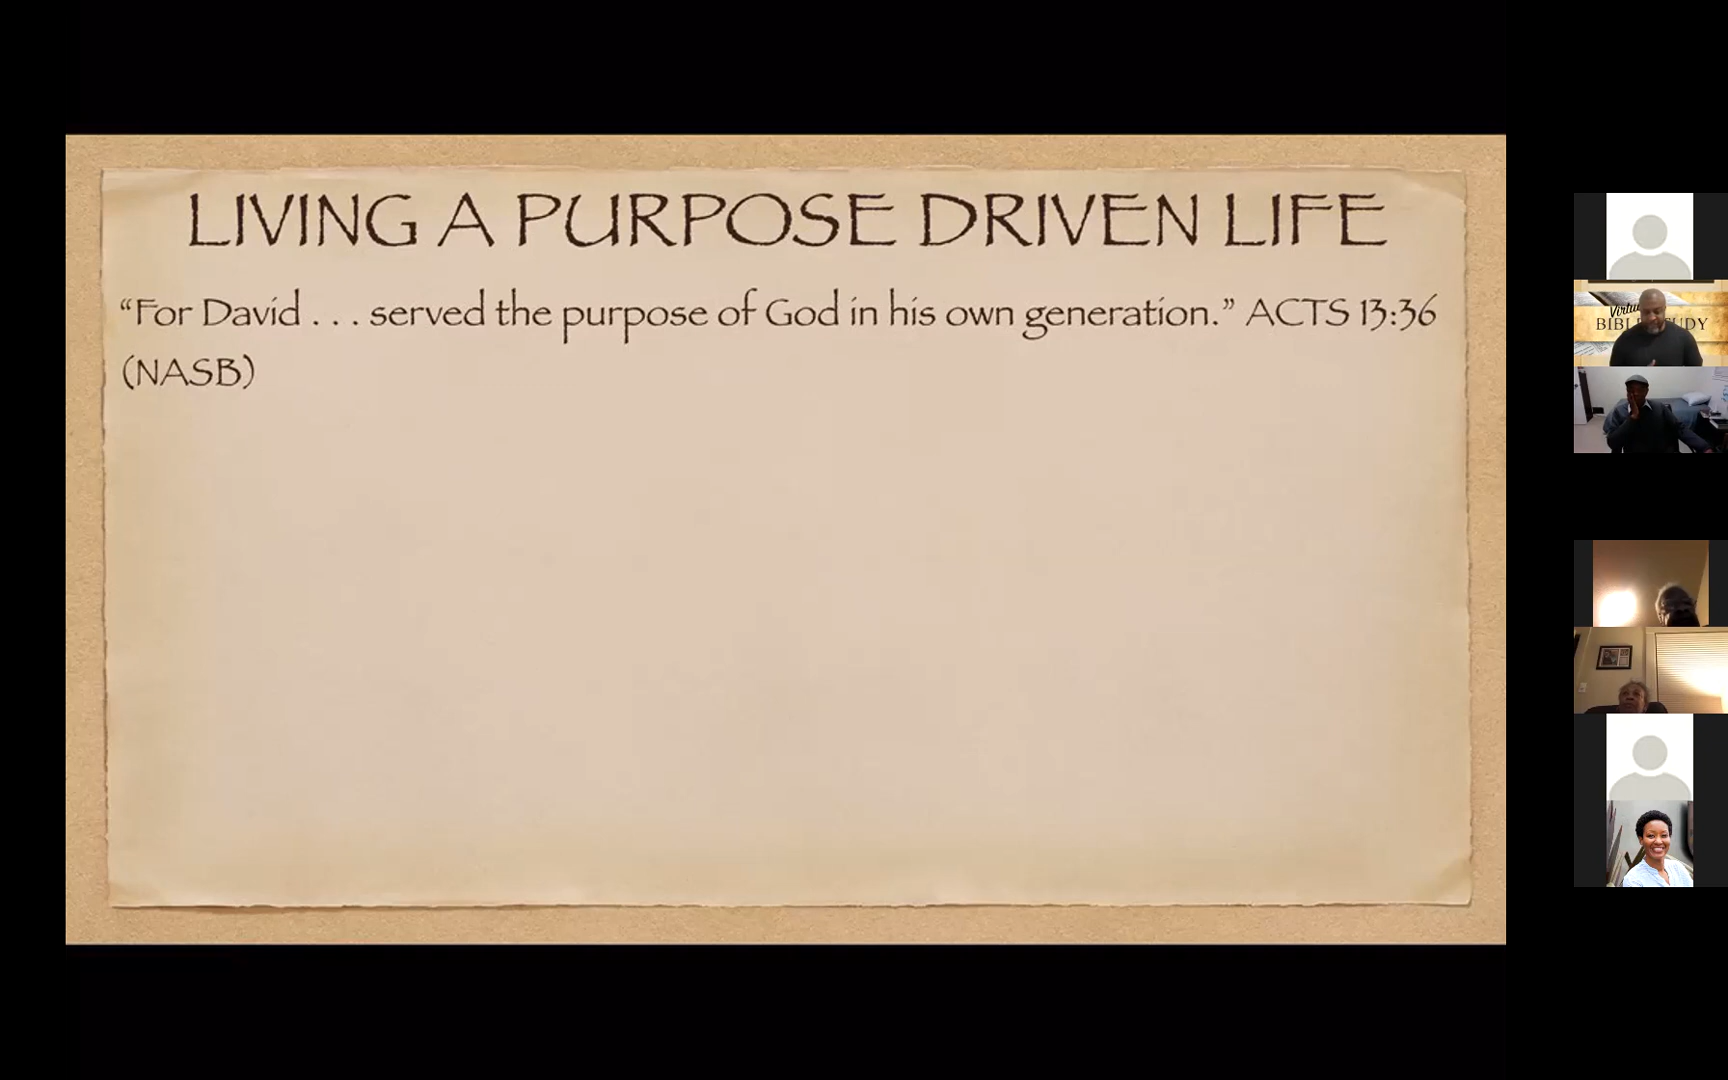 LIVING A PURPOSE DRIVEN LIFE
“For David . . . served the purpose of God in his own generation.” ACTS 13:36
(NASB)